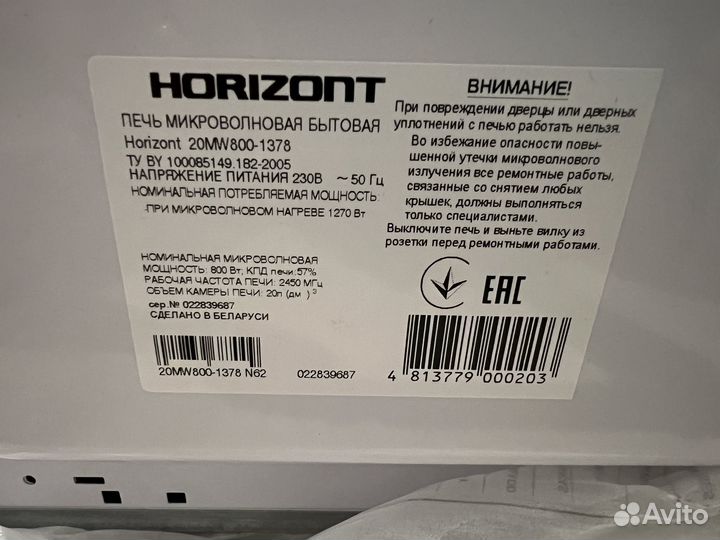 HORIZONT
ПЕЧЬ МИКРОВОЛНОВАЯ БЫТОВАЯ
Horizont 20MW800-1378
ТУ BY 100085149.182-2005
НАПРЯЖЕНИЕ ПИТАНИЯ 230В ~ 50 Гц
НОМИНАЛЬНАЯ ПОТРЕБЛЯЕМАЯ МОЩНОСТЬ:
ПРИ МИКРОВОЛНОВОМ НАГРЕВЕ 1270 Вт
НОМИНАЛЬНАЯ МИКРОВОЛНОВАЯ
МОЩНОСТЬ: 800 Вт; КПД печи:57%
РАБОЧАЯ ЧАСТОТА ПЕЧИ: 2450 МГц
ОБЪЕМ КАМЕРЫ ПЕЧИ: 20л (дм )³
сер.№ 022839687
СДЕЛАНО В БЕЛАРУСИ
20MW800-1378 N62
022839687
ВНИМАНИЕ!
При повреждении дверцы или дверных
уплотнений с печью работать нельзя.
Во избежание опасности повы-
шенной утечки микроволнового
излучения все ремонтные работы,
связанные со снятием любых
крышек, должны выполняться
только специалистами.
Выключите печь и выньте вилку из
розетки перед ремонтными работами.
EAC
4 813779 000203
Avito